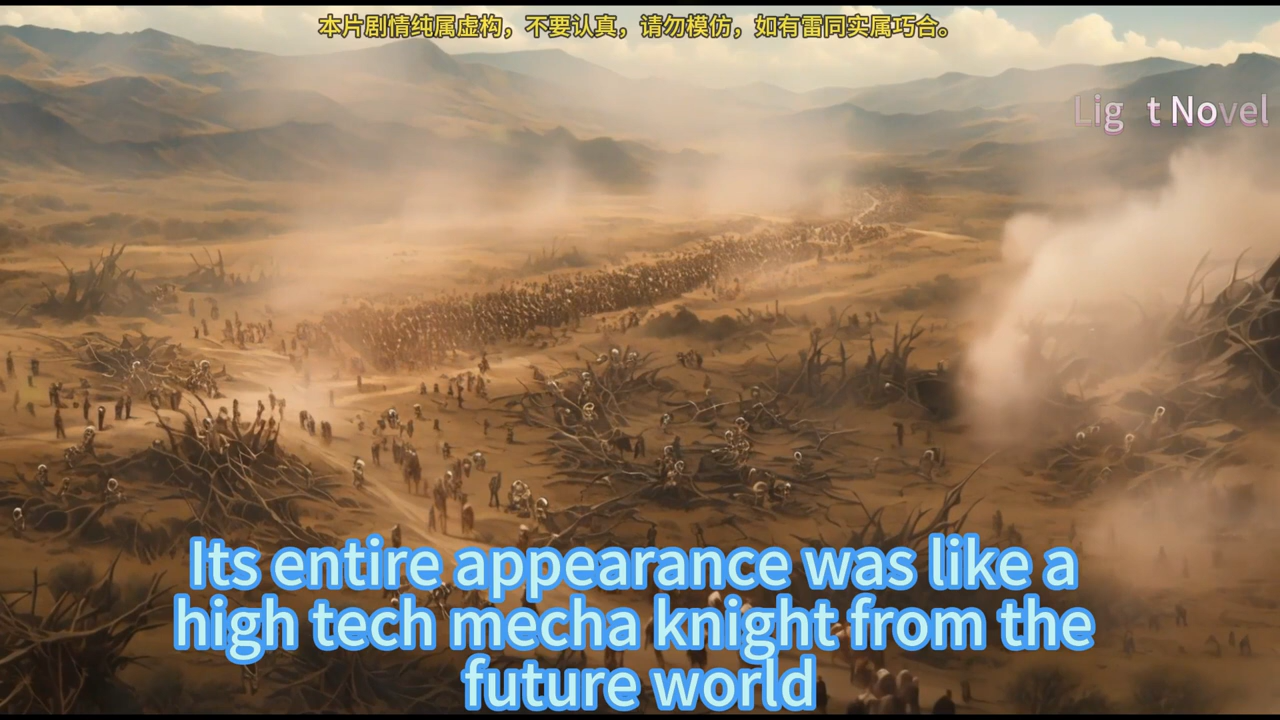 本片剧情纯属虚构，不要认真，请勿模仿，如有雷同实属巧合。
Lig t Novel
Its entire appearance was like a
high tech mecha knight from the
future world